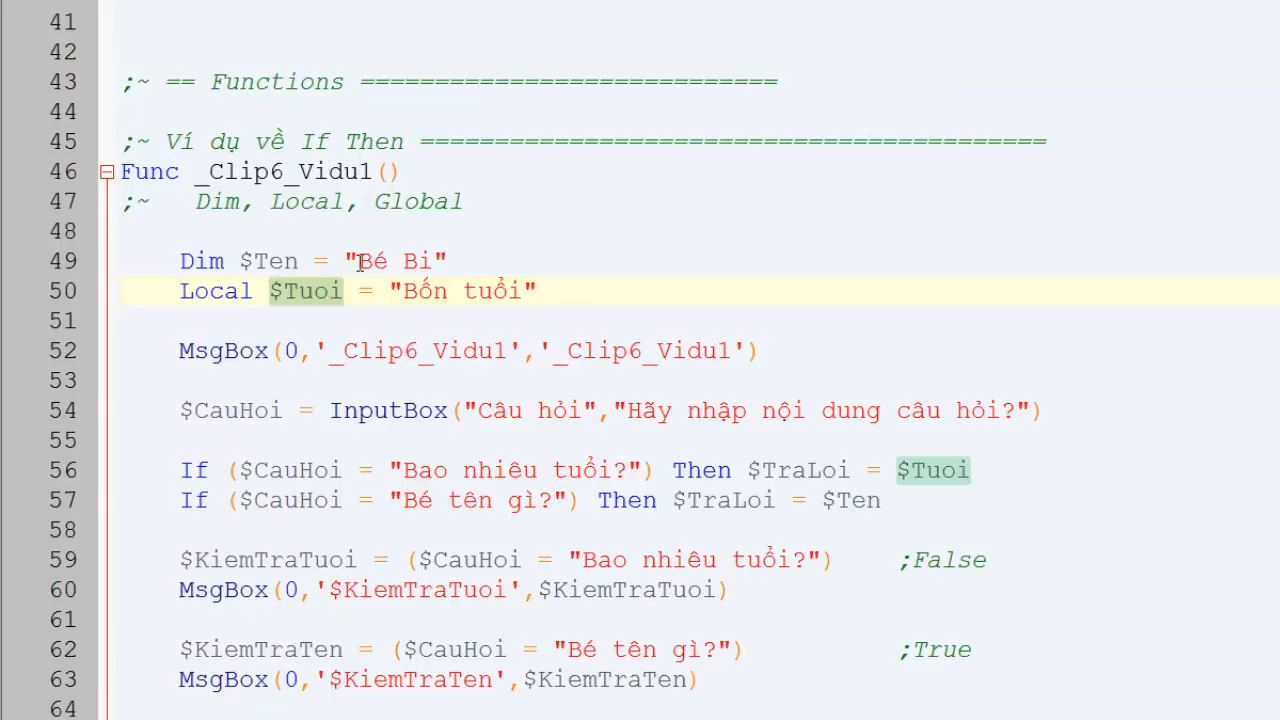 41
42
43 ;~ == Functions ============================
44
45 ;~ Ví dụ về If Then ==========================================
46 Func _Clip6_Vidu1()
47 ;~   Dim, Local, Global
48
49     Dim $Ten = "Bé Bi"
50     Local $Tuoi = "Bốn tuổi"
51
52     MsgBox(0,'_Clip6_Vidu1','_Clip6_Vidu1')
53
54     $CauHoi = InputBox("Câu hỏi","Hãy nhập nội dung câu hỏi?")
55
56     If ($CauHoi = "Bao nhiêu tuổi?") Then $TraLoi = $Tuoi
57     If ($CauHoi = "Bé tên gì?") Then $TraLoi = $Ten
58
59     $KiemTraTuoi = ($CauHoi = "Bao nhiêu tuổi?")    ;False
60     MsgBox(0,'$KiemTraTuoi',$KiemTraTuoi)
61
62     $KiemTraTen = ($CauHoi = "Bé tên gì?")          ;True
63     MsgBox(0,'$KiemTraTen',$KiemTraTen)
64